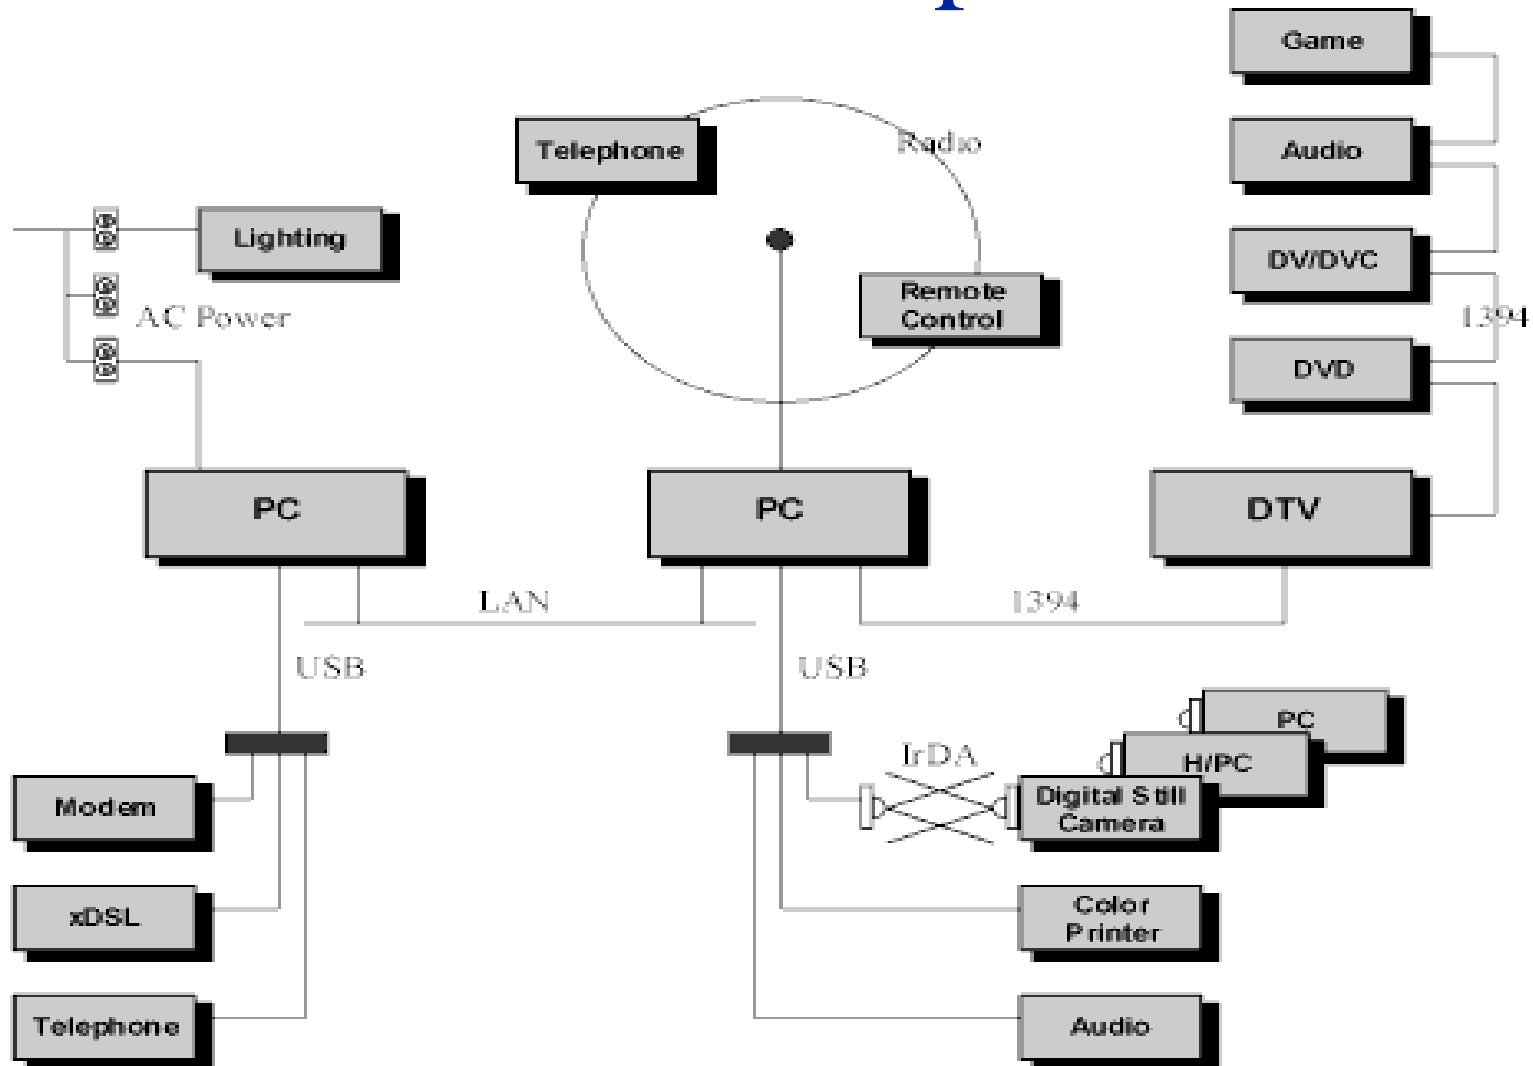 Game
Telephone
Radio
Audio
Lighting
DV/DVC
Remote
Control
AC Power
1394
DVD
PC
PC
DTV
LAN
1394
USB
USB
PC
IrDA
H/PC
Modem
Digital Still
Camera
xDSL
Color
Printer
Telephone
Audio